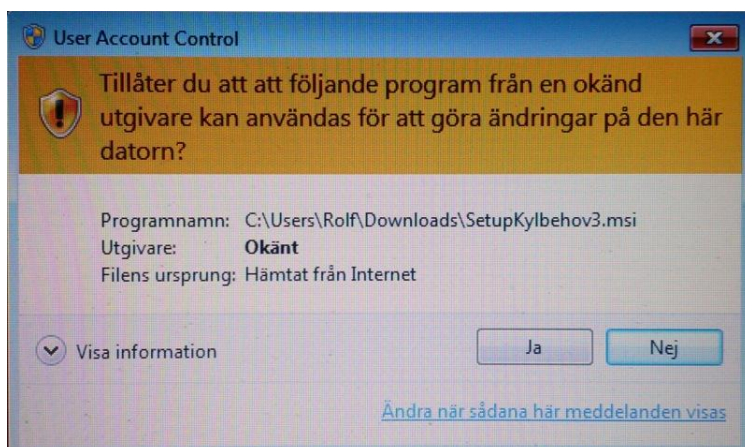 User Account Control
Tillåter du att att följande program från en okänd
utgivare kan användas för att göra ändringar på den här
datorn?
Programnamn: C:\Users\Rolf\Downloads\SetupKylbehov3.msi
Utgivare: Okänt
Filens ursprung: Hämtat från Internet
Visa information
Ja
Nej
Ändra när sådana här meddelanden visas